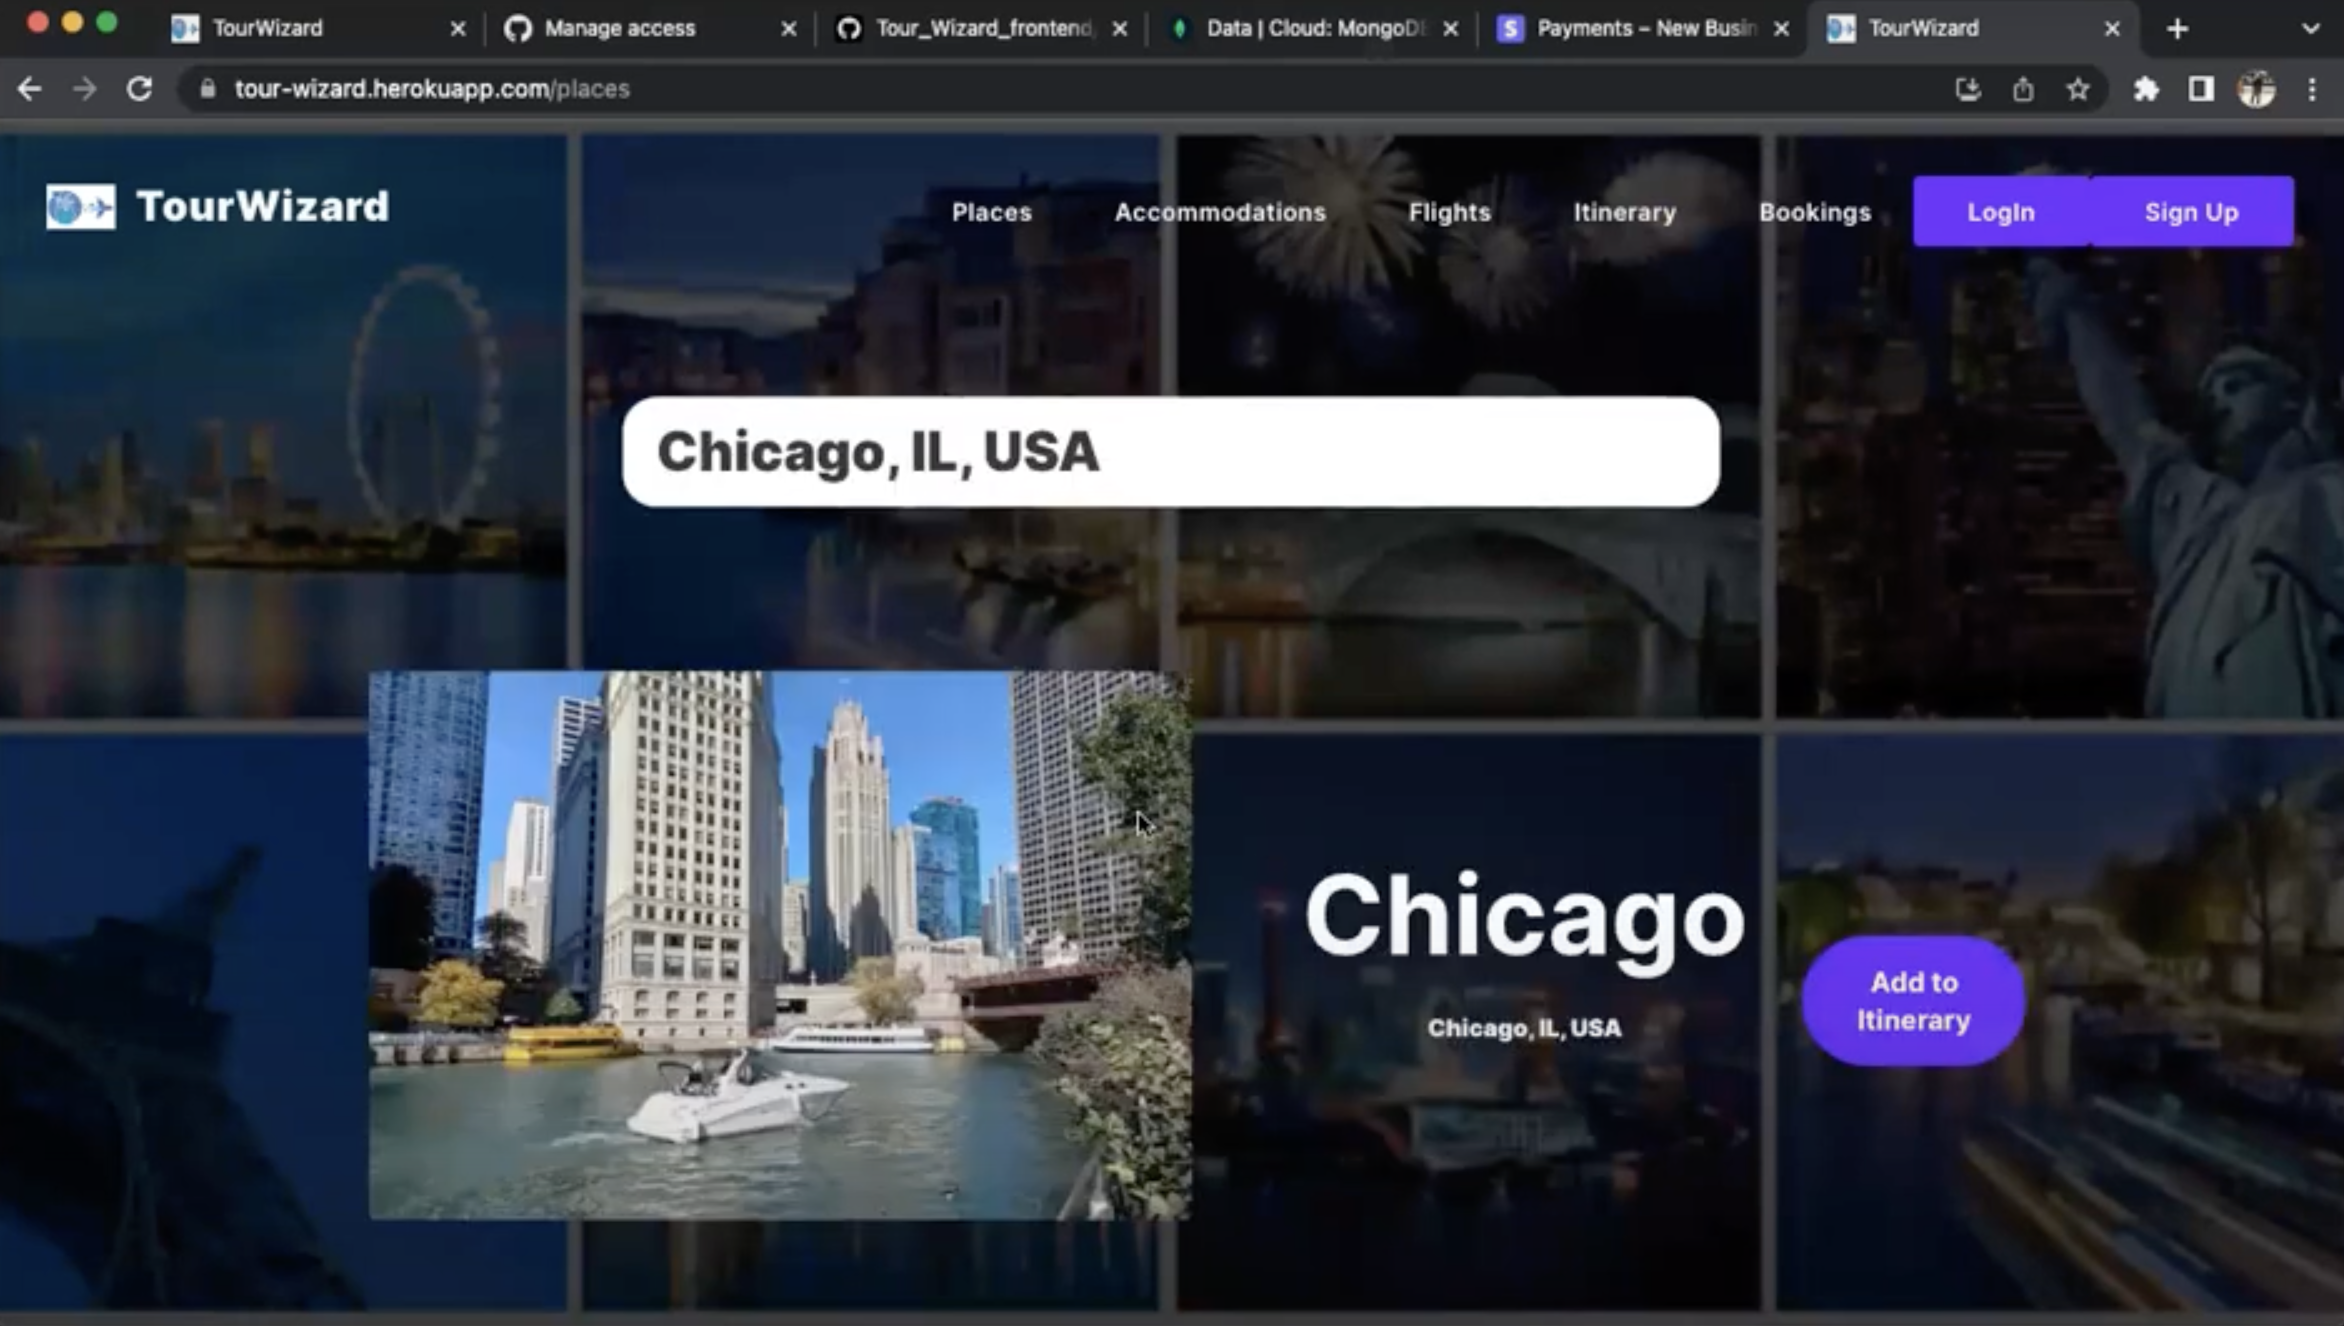 TourWizard
Manage access
Tour_Wizard_frontend
Data | Cloud: MongoDB
Payments – New Busin
TourWizard
tour-wizard.herokuapp.com/places
TourWizard
Places
Accommodations
Flights
Itinerary
Bookings
LogIn
Sign Up
Chicago, IL, USA
Chicago
Chicago, IL, USA
Add to
Itinerary